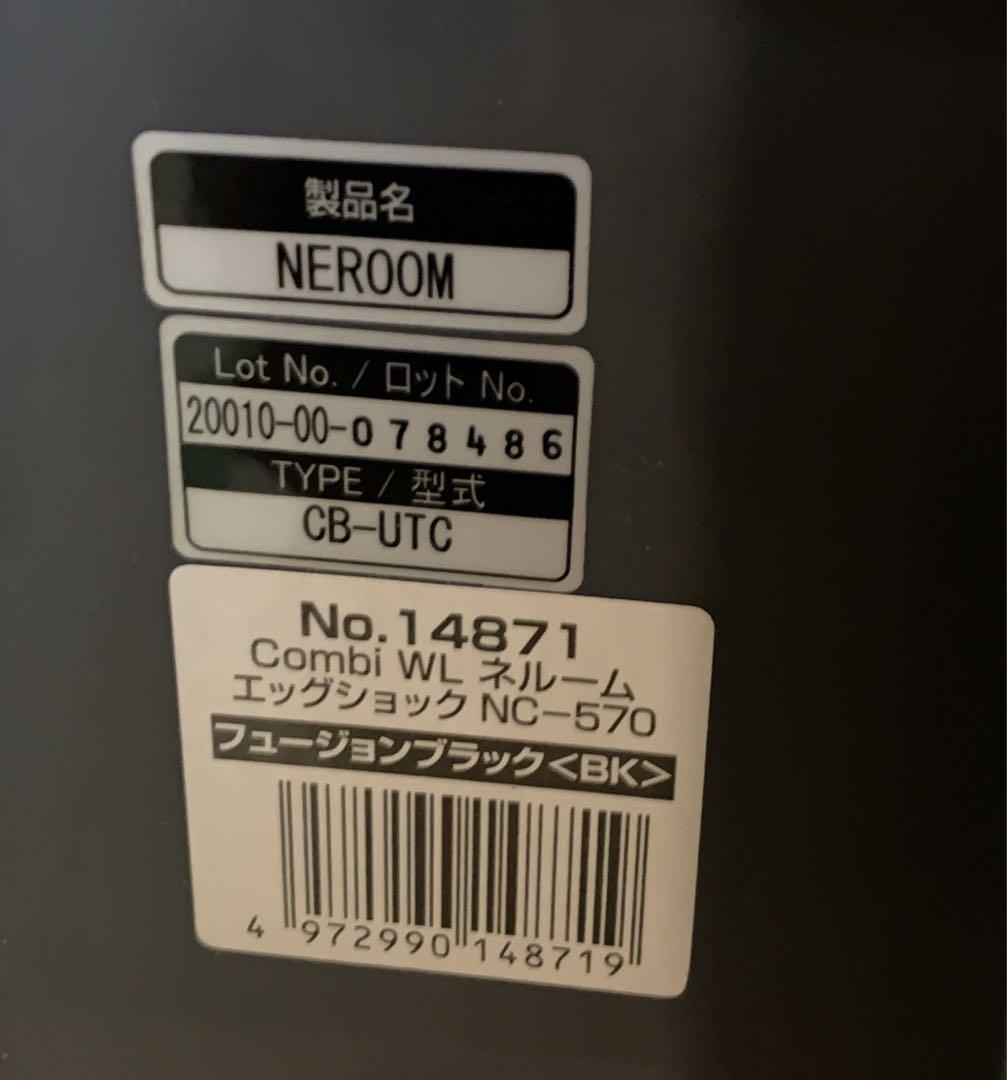 製品名
NEROOM
Lot No. / ロット No.
20010-00-078486
TYPE / 型式
CB-UTC
No.14871
Combi WL ネルーム
エッグショック NC-570
フュージョンブラック<BK>
4 972990 148719